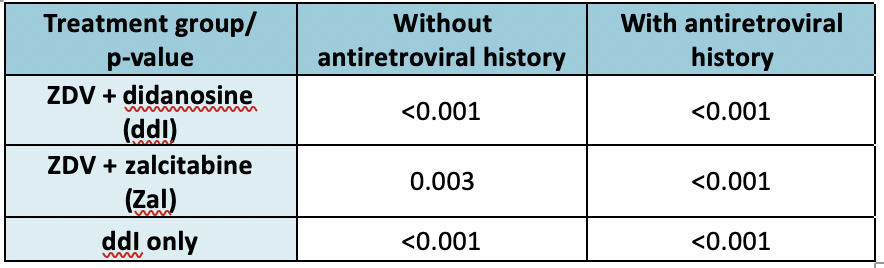 Treatment group/
p-value
Without
antiretroviral history
With antiretroviral
history
ZDV + didanosine
(ddI)
<0.001
<0.001
ZDV + zalcitabine
(Zal)
0.003
<0.001
ddI only
<0.001
<0.001